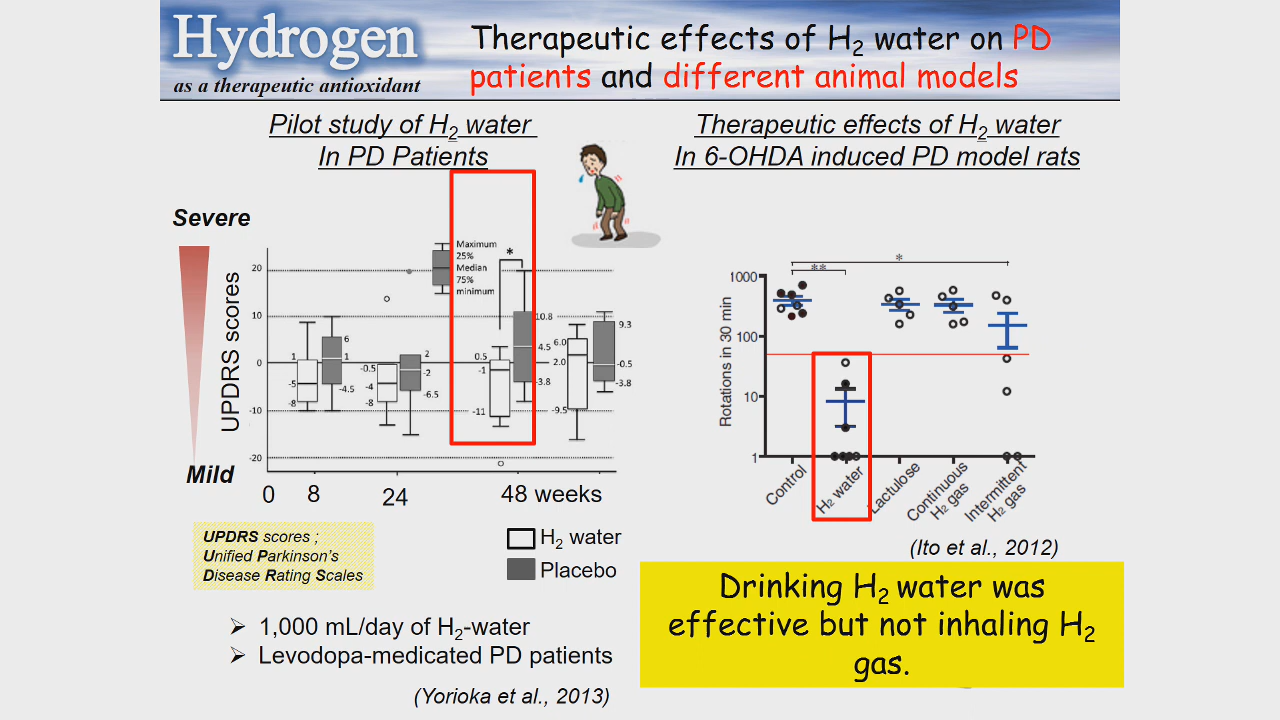 Hydrogen
as a therapeutic antioxidant
Therapeutic effects of H2 water on PD
patients and different animal models
Pilot study of H2 water
In PD Patients
Therapeutic effects of H2 water
In 6-OHDA induced PD model rats
Severe
Mild
UPDRS scores
20
10
0
-10
-20
Maximum
25%
Median
75%
minimum
*
1
-5
-8
6
1
-4.5
-0.5
-4
-8
2
-2
-6.5
0.5
-1
-11
10.8
4.5
-3.8
6.0
2.0
-9.5
9.3
-0.5
-3.8
0 8 24 48 weeks
UPDRS scores ;
Unified Parkinson's
Disease Rating Scales
H2 water
Placebo
➢ 1,000 mL/day of H2-water
➢ Levodopa-medicated PD patients
(Yorioka et al., 2013)
Rotations in 30 min
1000
100
10
1
**
*
Control
H2 water
Lactulose
Continuous
H2 gas
Intermittent
H2 gas
(Ito et al., 2012)
Drinking H2 water was
effective but not inhaling H2
gas.